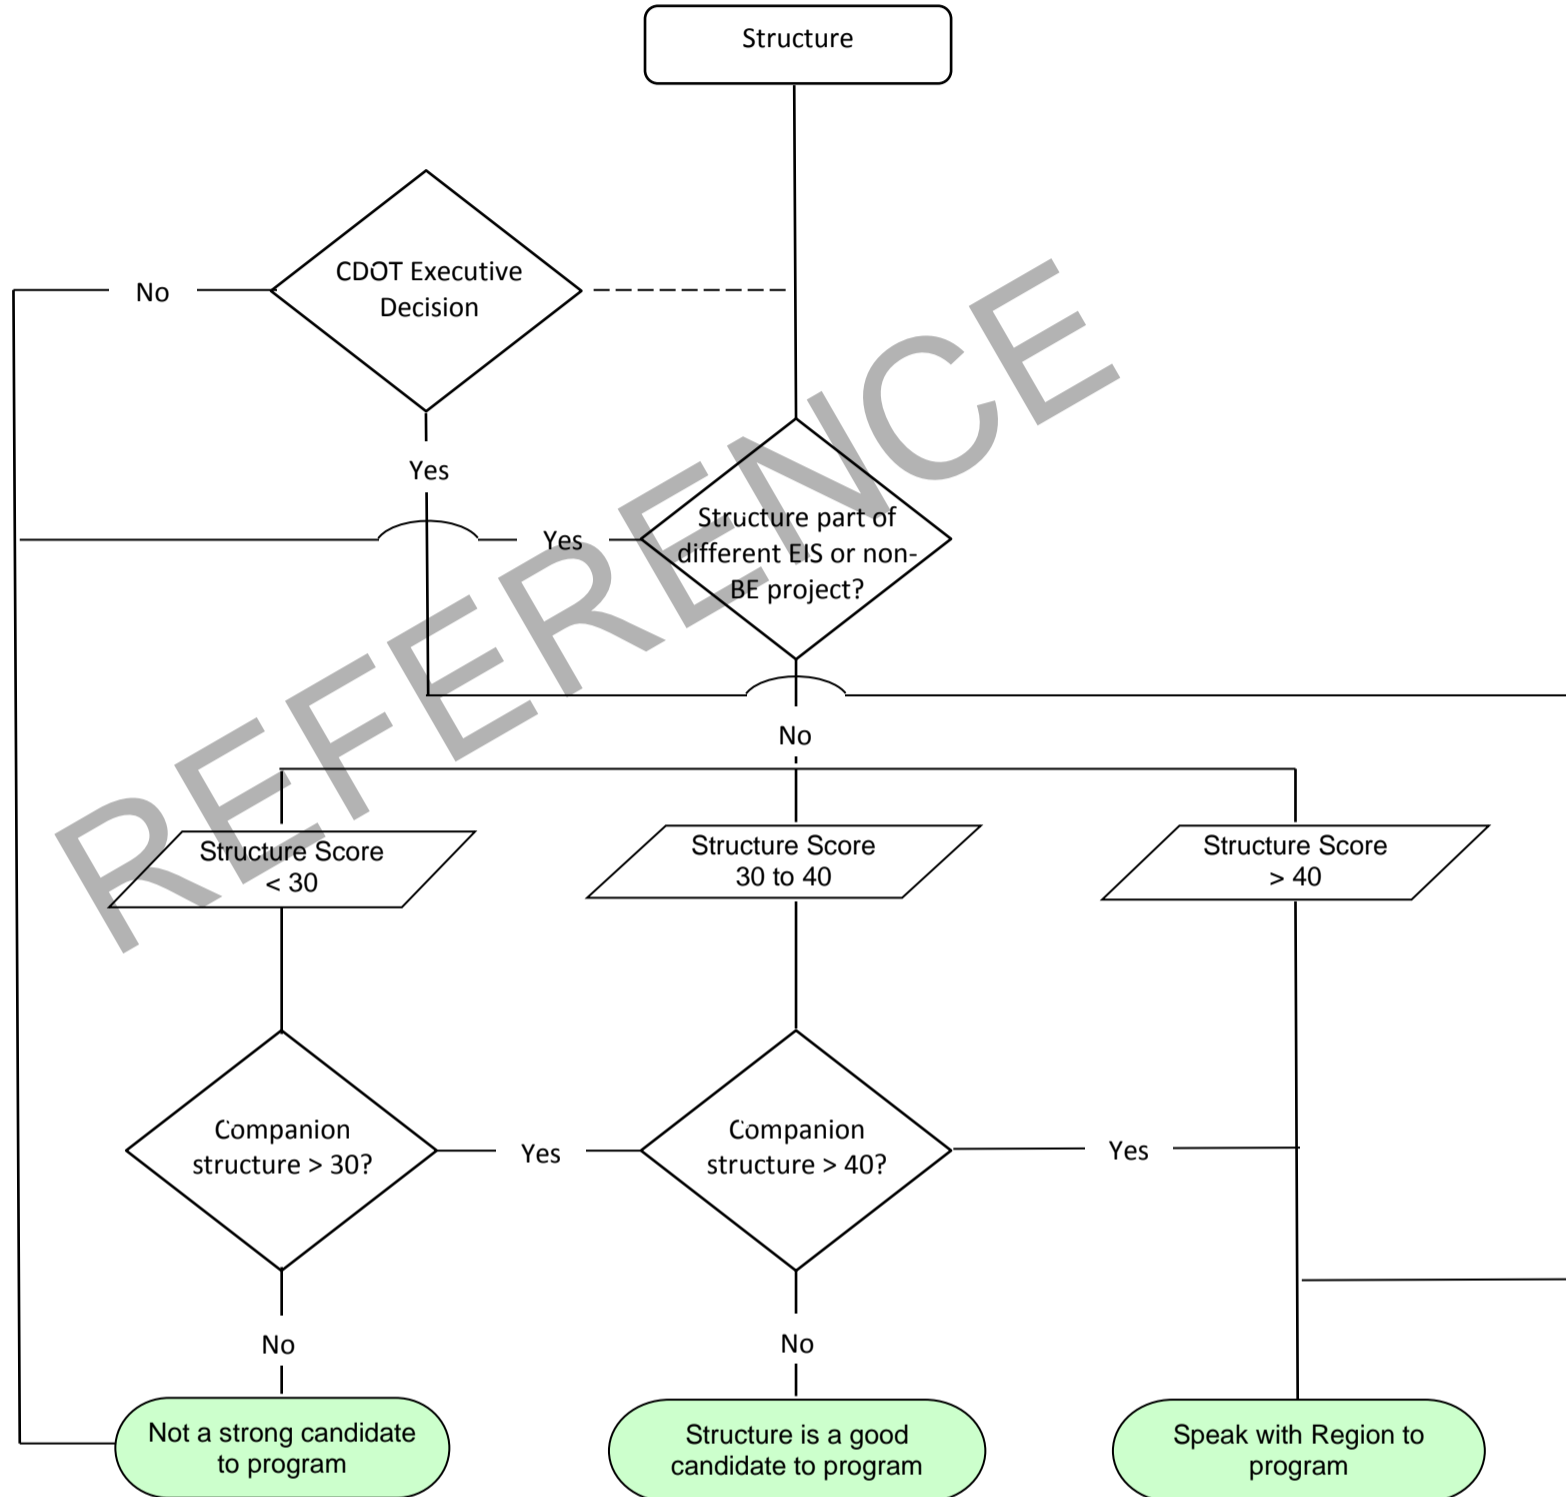 Structure
CDOT Executive
Decision
No
Yes
Structure part of
different EIS or non-
BE project?
Yes
REFERENCE
No
Structure Score
< 30
Structure Score
30 to 40
Structure Score
> 40
Companion
structure > 30?
Yes
Companion
structure > 40?
Yes
No
No
Not a strong candidate
to program
Structure is a good
candidate to program
Speak with Region to
program